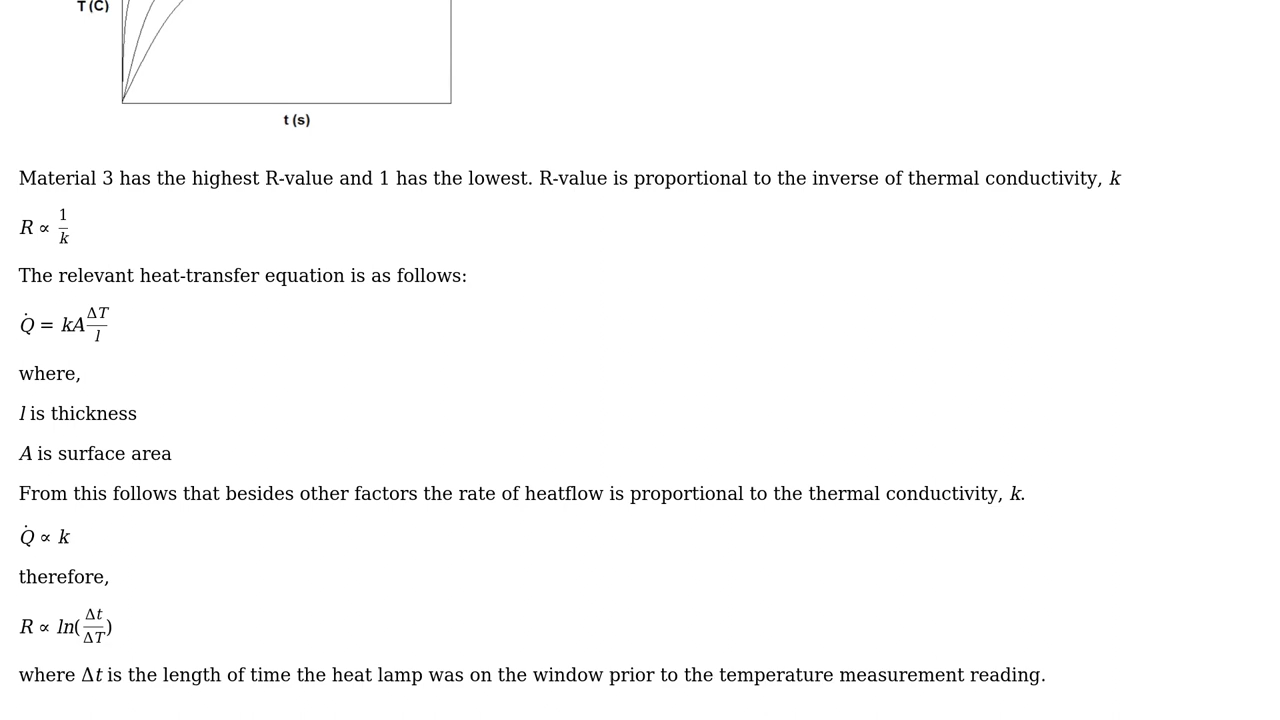 T (C)
t (s)
Material 3 has the highest R-value and 1 has the lowest. R-value is proportional to the inverse of thermal conductivity, k
R ∝ 1/k
The relevant heat-transfer equation is as follows:
Q̇ = kA ΔT/l
where,
l is thickness
A is surface area
From this follows that besides other factors the rate of heatflow is proportional to the thermal conductivity, k.
Q̇ ∝ k
therefore,
R ∝ ln(Δt/ΔT)
where Δt is the length of time the heat lamp was on the window prior to the temperature measurement reading.